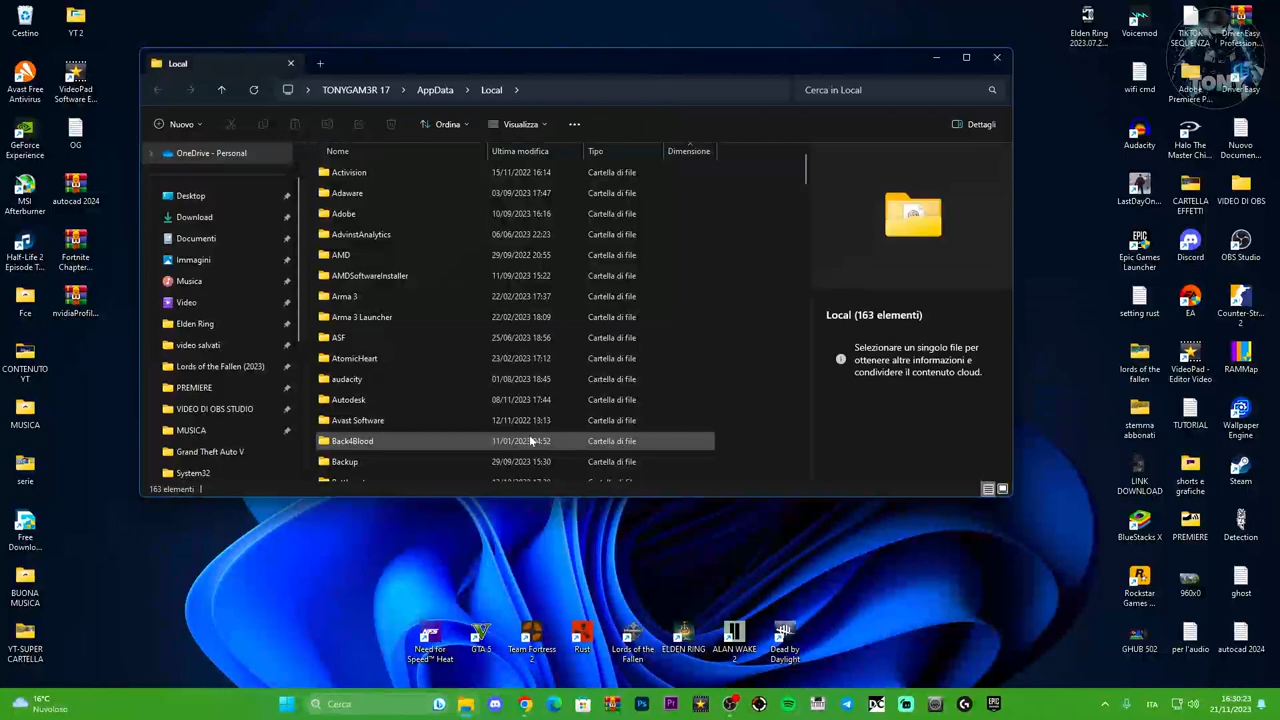 Cestino
YT 2
Elden Ring
2023.07.2...
Voicemod
TIKTOK
SEQUENZA
Driver Easy
Profession...
TONY
Avast Free
Antivirus
VideoPad
Software E...
wifi cmd
Adobe
Premiere P...
Driver Easy
GeForce
Experience
OG
Audacity
Halo The
Master Chi...
Nuovo
Documen...
MSI
Afterburner
autocad 2024
LastDayOn...
CARTELLA
EFFETTI
VIDEO DI OBS
Half-Life 2
Episode T...
Fortnite
Chapter...
Epic Games
Launcher
Discord
OBS Studio
Fce
nvidiaProfil...
setting rust
EA
Counter-Str...
2
CONTENUTO
YT
lords of the
fallen
VideoPad -
Editor Video
RAMMap
MUSICA
stemma
abbonati
TUTORIAL
Wallpaper
Engine
serie
LINK
DOWNLOAD
shorts e
grafiche
Steam
Free
Downlo...
BlueStacks X
PREMIERE
Detection
BUONA
MUSICA
Rockstar
Games ...
960x0
ghost
YT-SUPER
CARTELLA
GHUB 502
per l'audio
autocad 2024
Local
TONYGAM3R 17 > AppData > Local >
Cerca in Local
Nuovo
Ordina
Visualizza
Dettagli
OneDrive - Personal
Desktop
Download
Documenti
Immagini
Musica
Video
Elden Ring
video salvati
Lords of the Fallen (2023)
PREMIERE
VIDEO DI OBS STUDIO
MUSICA
Grand Theft Auto V
System32
Nome Ultima modifica Tipo Dimensione
Activision 15/11/2022 16:14 Cartella di file
Adaware 03/09/2023 17:47 Cartella di file
Adobe 10/09/2023 16:16 Cartella di file
AdvinstAnalytics 06/06/2023 22:23 Cartella di file
AMD 29/09/2022 20:55 Cartella di file
AMDSoftwareInstaller 11/09/2023 15:22 Cartella di file
Arma 3 22/02/2023 17:37 Cartella di file
Arma 3 Launcher 22/02/2023 18:09 Cartella di file
ASF 25/06/2023 18:56 Cartella di file
AtomicHeart 23/02/2023 17:12 Cartella di file
audacity 01/08/2023 18:45 Cartella di file
Autodesk 08/11/2023 17:44 Cartella di file
Avast Software 12/11/2022 13:13 Cartella di file
Back4Blood 11/01/2023 Cartella di file
Backup 29/09/2023 15:30 Cartella di file
Local (163 elementi)
Selezionare un singolo file per
ottenere altre informazioni e
condividere il contenuto cloud.
163 elementi
Need for
Speed™ Heat
GTA 5
Team Fortress
2
Rust
Lords of the
Fallen
ELDEN RING
ALAN WAKE
2
Dead by
Daylight
16°C
Nuvoloso
Cerca
ITA
16:30:23
21/11/2023